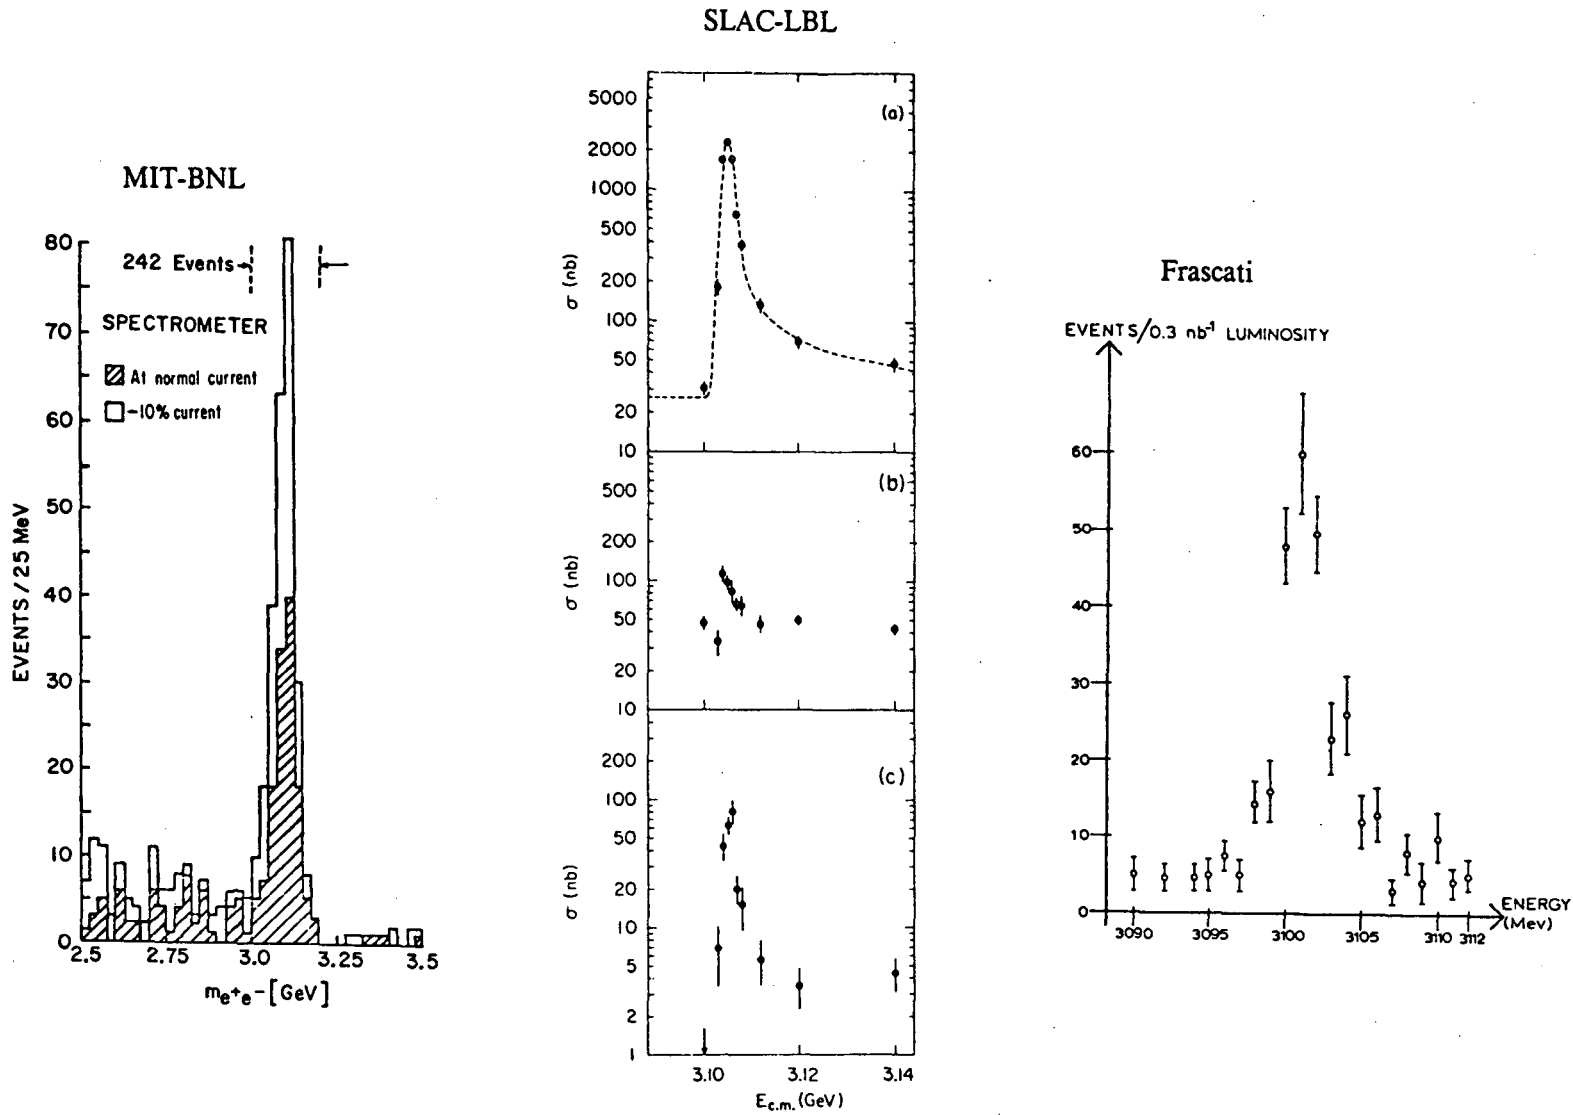 SLAC-LBL
MIT-BNL
Frascati
80
70
60
50
40
30
20
10
0
EVENTS / 25 MeV
242 Events
SPECTROMETER
At normal current
-10% current
2.5
2.75
3.0
3.25
3.5
me+e- [GeV]
5000
2000
1000
500
200
100
50
20
10
σ (nb)
(a)
500
200
100
50
20
10
σ (nb)
(b)
200
100
50
20
10
5
2
1
σ (nb)
(c)
3.10
3.12
3.14
Ec.m. (GeV)
EVENTS/0.3 nb-1 LUMINOSITY
60
50
40
30
20
10
0
3090
3095
3100
3105
3110
3112
ENERGY
(Mev)